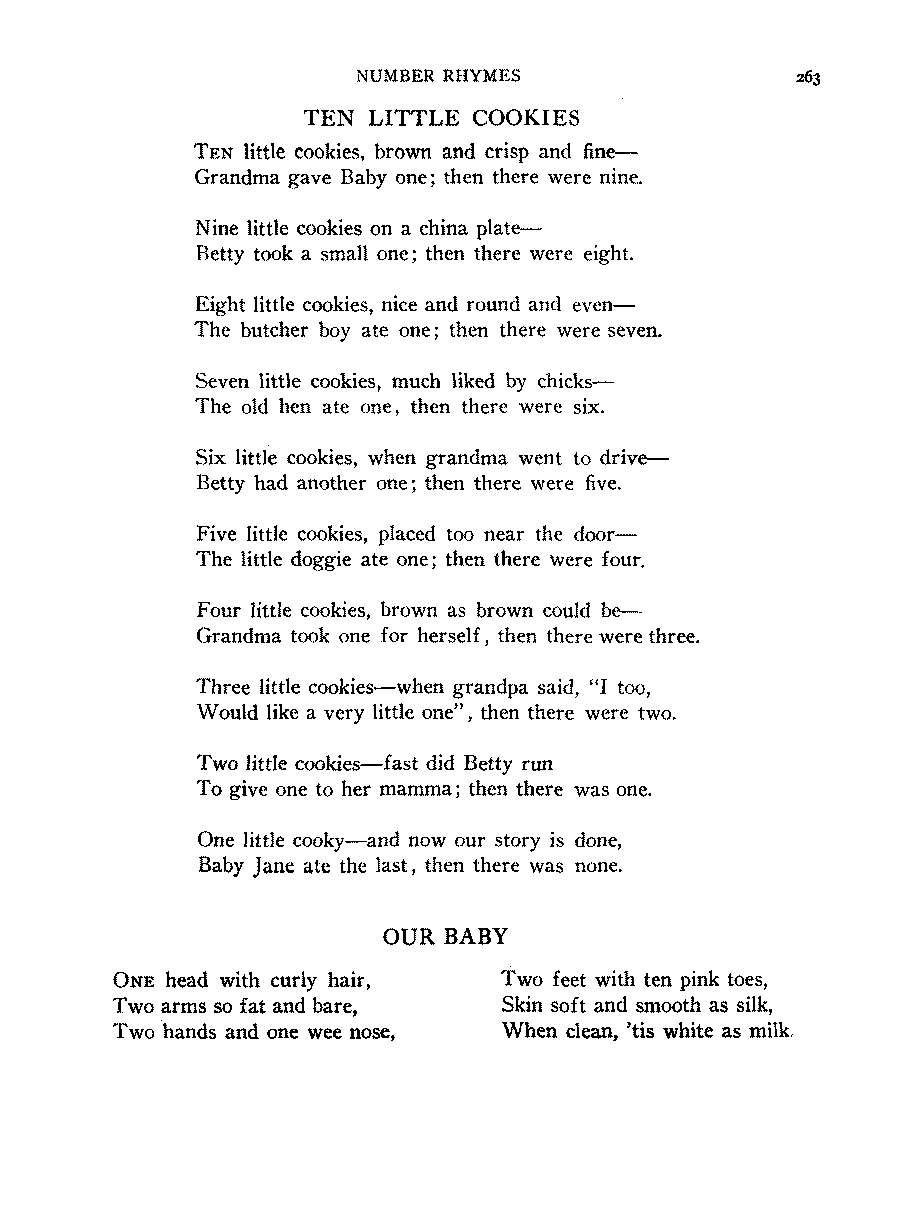 NUMBER RHYMES 263
TEN LITTLE COOKIES
TEN little cookies, brown and crisp and fine—
Grandma gave Baby one; then there were nine.
Nine little cookies on a china plate—
Betty took a small one; then there were eight.
Eight little cookies, nice and round and even—
The butcher boy ate one; then there were seven.
Seven little cookies, much liked by chicks—
The old hen ate one, then there were six.
Six little cookies, when grandma went to drive—
Betty had another one; then there were five.
Five little cookies, placed too near the door—
The little doggie ate one; then there were four.
Four little cookies, brown as brown could be—
Grandma took one for herself, then there were three.
Three little cookies—when grandpa said, “I too,
Would like a very little one”, then there were two.
Two little cookies—fast did Betty run
To give one to her mamma; then there was one.
One little cooky—and now our story is done,
Baby Jane ate the last, then there was none.
OUR BABY
ONE head with curly hair,
Two arms so fat and bare,
Two hands and one wee nose,
Two feet with ten pink toes,
Skin soft and smooth as silk,
When clean, ’tis white as milk.